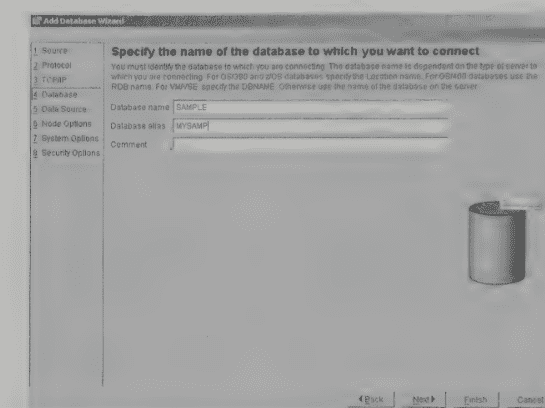 Add Database Wizard
1 Source
2 Protocol
3 TCP/IP
4 Database
5 Data Source
6 Node Options
7 System Options
8 Security Options
Specify the name of the database to which you want to connect
You must identify the database to which you are connecting. The database name is dependent on the type of server to
which you are connecting. For OS/390 and z/OS databases specify the Location name. For OS/400 databases use the
RDB name. For VM/VSE specify the DBNAME. Otherwise use the name of the database on the server.
Database name SAMPLE
Database alias MYSAMP
Comment
Back Next Finish Cancel